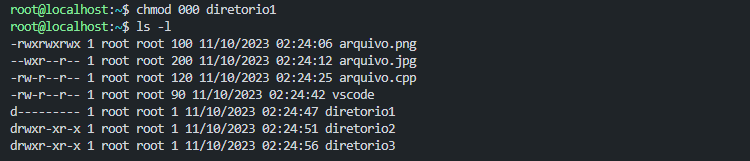 root@localhost:~$ chmod 000 diretorio1
root@localhost:~$ ls -l
-rwxrwxrwx 1 root root 100 11/10/2023 02:24:06 arquivo.png
--wxr--r-- 1 root root 200 11/10/2023 02:24:12 arquivo.jpg
-rw-r--r-- 1 root root 120 11/10/2023 02:24:25 arquivo.cpp
-rw-r--r-- 1 root root 90 11/10/2023 02:24:42 vscode
d--------- 1 root root 1 11/10/2023 02:24:47 diretorio1
drwxr-xr-x 1 root root 1 11/10/2023 02:24:51 diretorio2
drwxr-xr-x 1 root root 1 11/10/2023 02:24:56 diretorio3